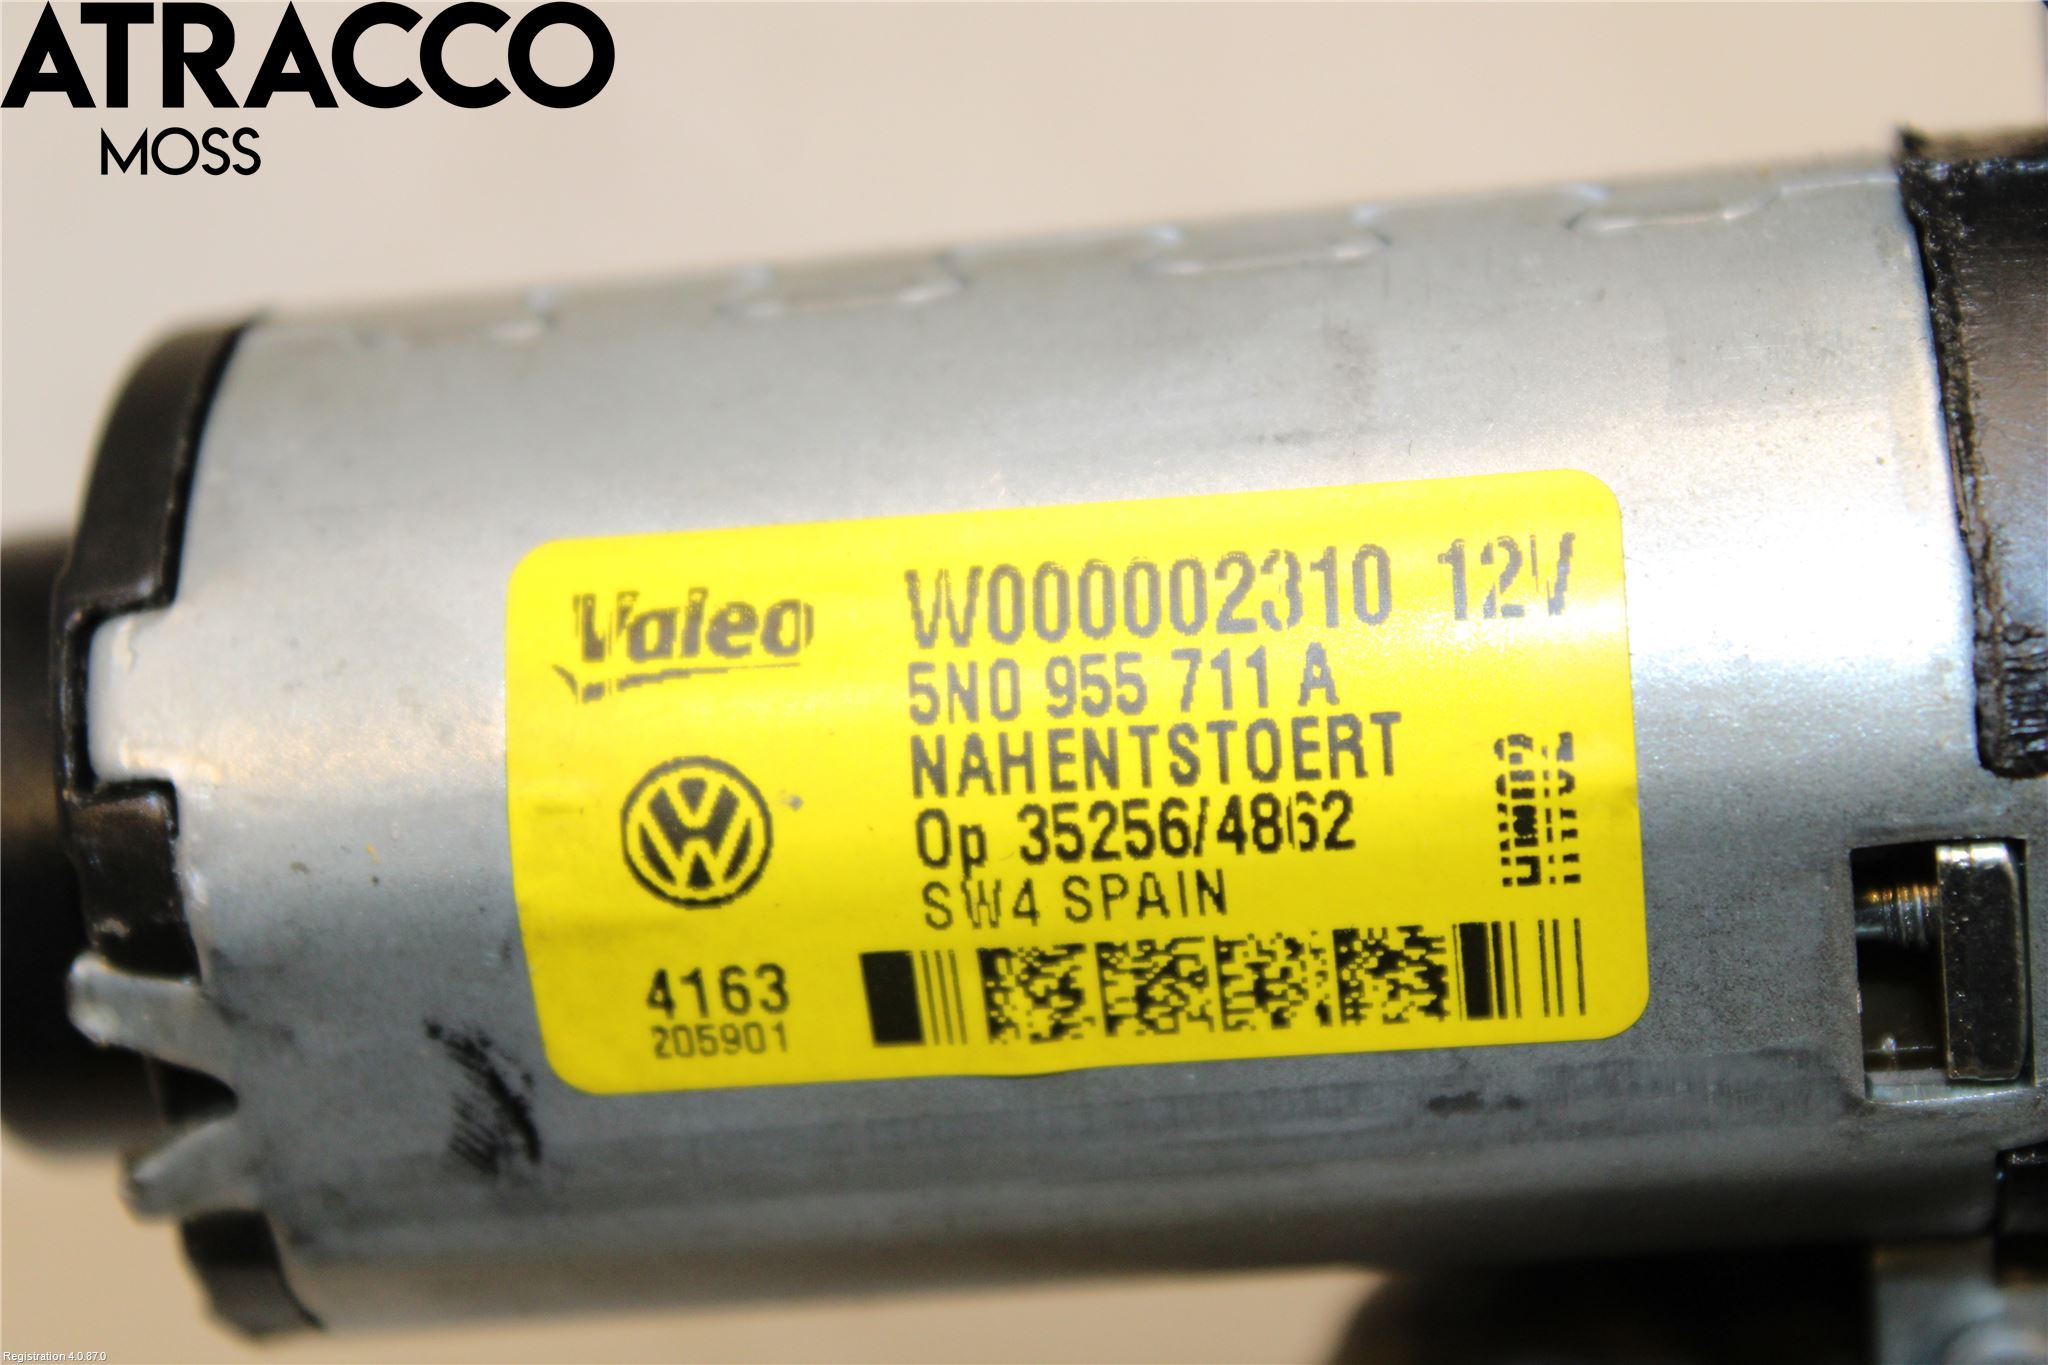 ATRACCO
MOSS
Valeo
W000002310 12V
5N0 955 711 A
NAHENTSTOERT
Op 35256/4862
SW4 SPAIN
4163
205901
Registration 4.0.87.0